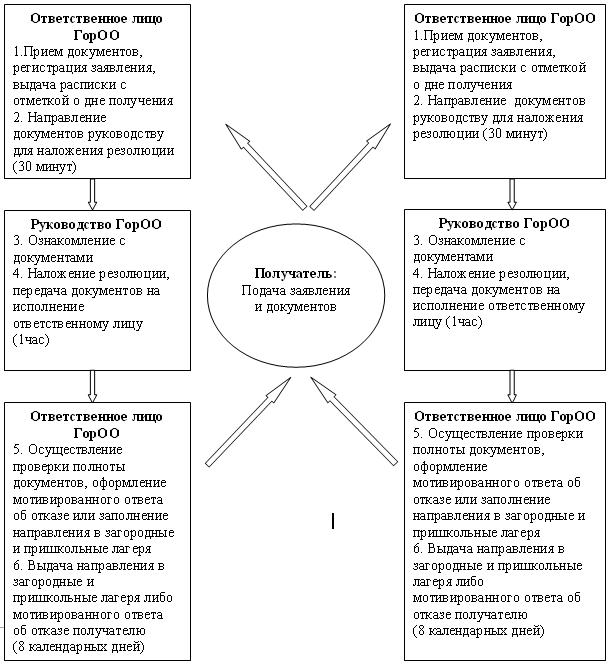 Ответственное лицо
ГорОО
1.Прием документов,
регистрация заявления,
выдача расписки с
отметкой о дне получения
2. Направление
документов руководству
для наложения резолюции
(30 минут)
Руководство ГорОО
3. Ознакомление с
документами
4. Наложение резолюции,
передача документов на
исполнение
ответственному лицу
(1час)
Ответственное лицо
ГорОО
5. Осуществление
проверки полноты
документов, оформление
мотивированного ответа
об отказе или заполнение
направления в загородные
и пришкольные лагеря
6. Выдача направления в
загородные и
пришкольные лагеря либо
мотивированного ответа
об отказе получателю
(8 календарных дней)
Получатель:
Подача заявления
и документов
Ответственное лицо ГорОО
1.Прием документов,
регистрация заявления,
выдача расписки с отметкой
о дне получения
2. Направление документов
руководству для наложения
резолюции (30 минут)
Руководство ГорОО
3. Ознакомление с
документами
4. Наложение резолюции,
передача документов на
исполнение ответственному
лицу (1час)
Ответственное лицо ГорОО
5. Осуществление проверки
полноты документов,
оформление
мотивированного ответа об
отказе или заполнение
направления в загородные и
пришкольные лагеря
6. Выдача направления в
загородные и пришкольные
лагеря либо
мотивированного ответа об
отказе получателю
(8 календарных дней)